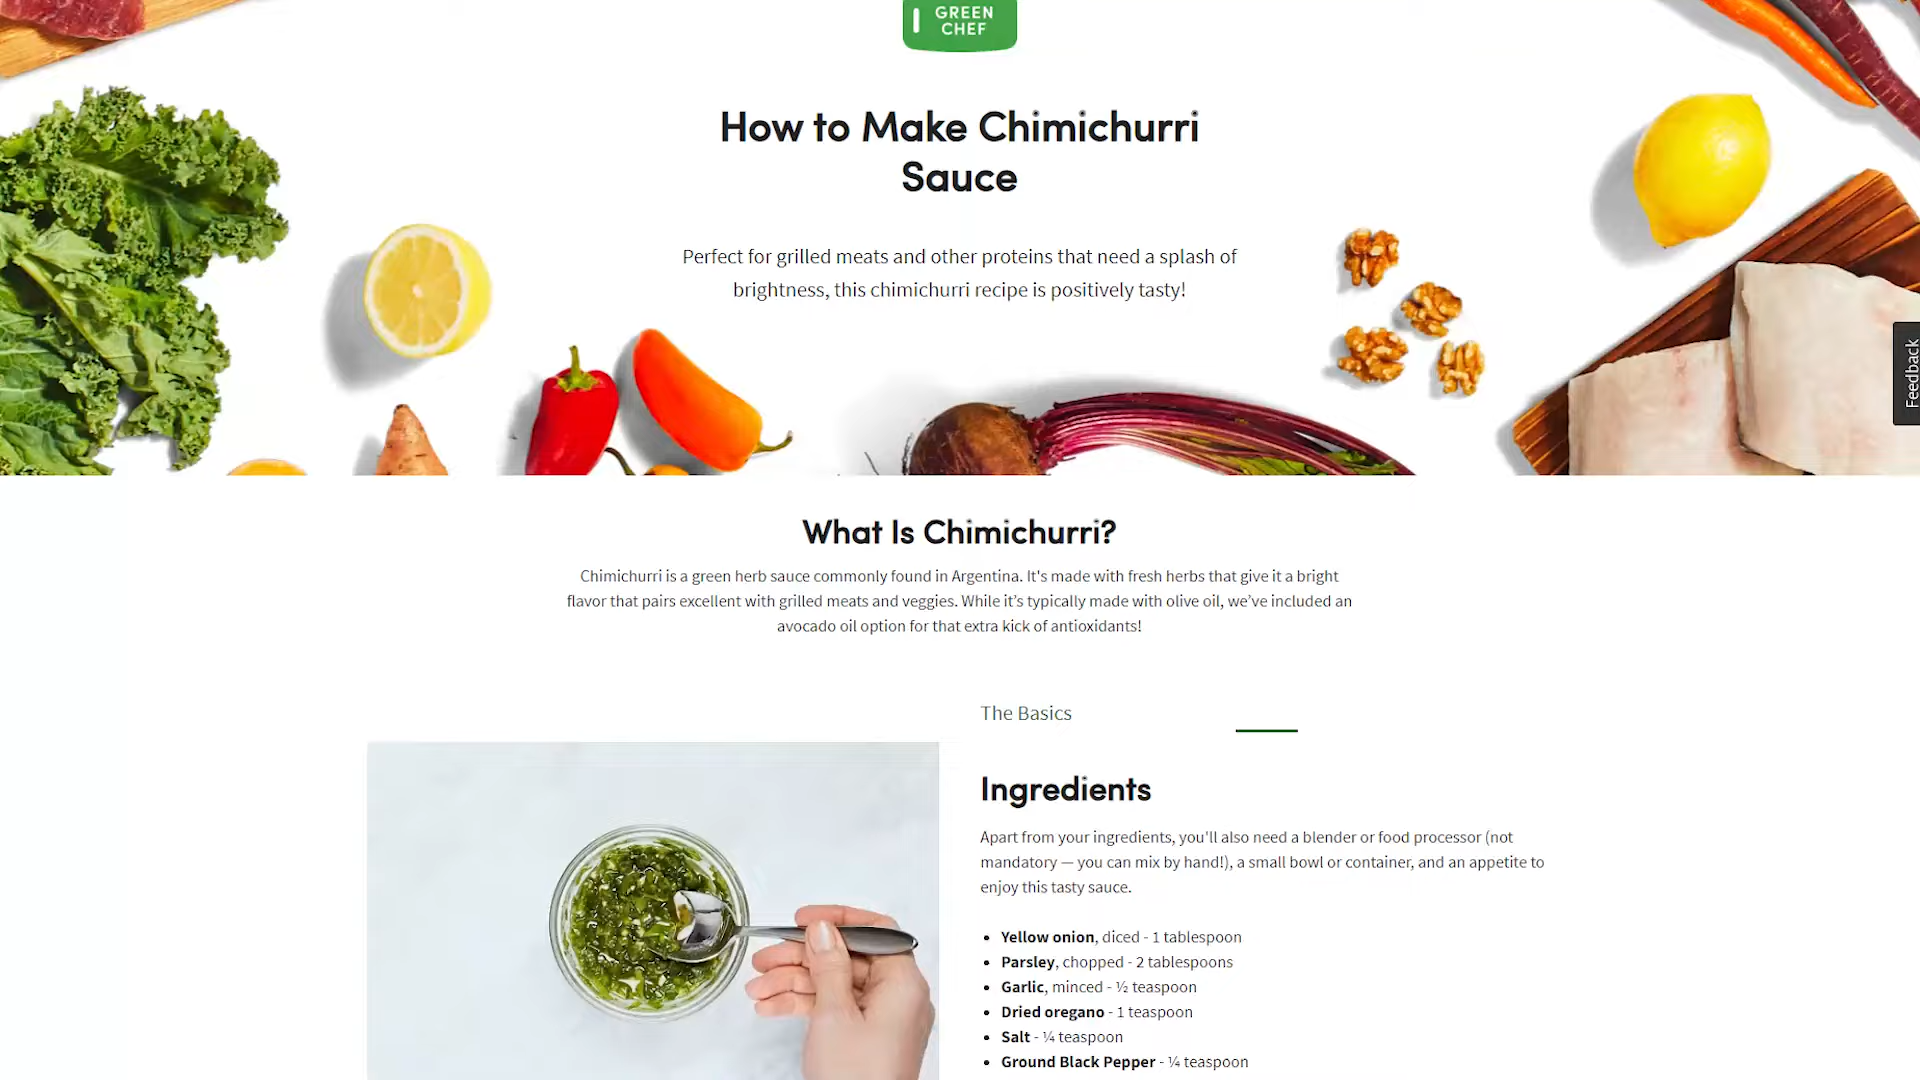 GREEN
CHEF
How to Make Chimichurri
Sauce
Perfect for grilled meats and other proteins that need a splash of
brightness, this chimichurri recipe is positively tasty!
Feedback
What Is Chimichurri?
Chimichurri is a green herb sauce commonly found in Argentina. It's made with fresh herbs that give it a bright
flavor that pairs excellent with grilled meats and veggies. While it’s typically made with olive oil, we’ve included an
avocado oil option for that extra kick of antioxidants!
The Basics
Ingredients
Apart from your ingredients, you'll also need a blender or food processor (not
mandatory — you can mix by hand!), a small bowl or container, and an appetite to
enjoy this tasty sauce.
• Yellow onion, diced - 1 tablespoon
• Parsley, chopped - 2 tablespoons
• Garlic, minced - ½ teaspoon
• Dried oregano - 1 teaspoon
• Salt - ¼ teaspoon
• Ground Black Pepper - ¼ teaspoon